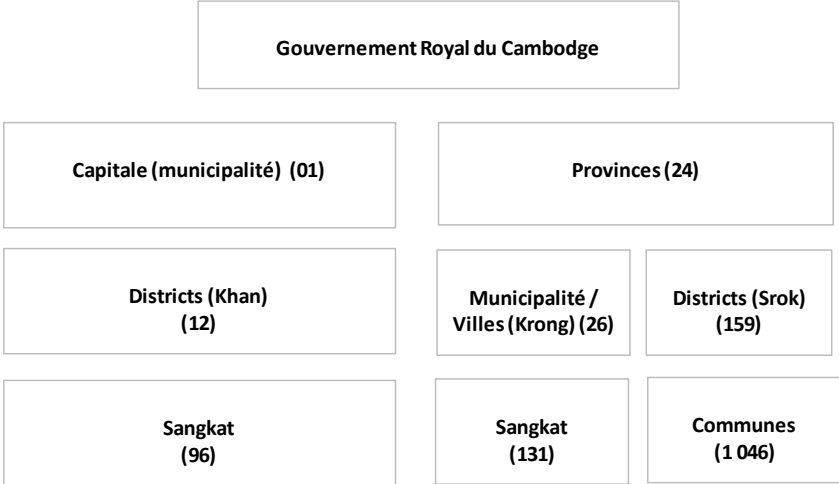 Gouvernement Royal du Cambodge
Capitale (municipalité) (01)
Provinces (24)
Districts (Khan)
(12)
Municipalité /
Villes (Krong) (26)
Districts (Srok)
(159)
Sangkat
(96)
Sangkat
(131)
Communes
(1 046)